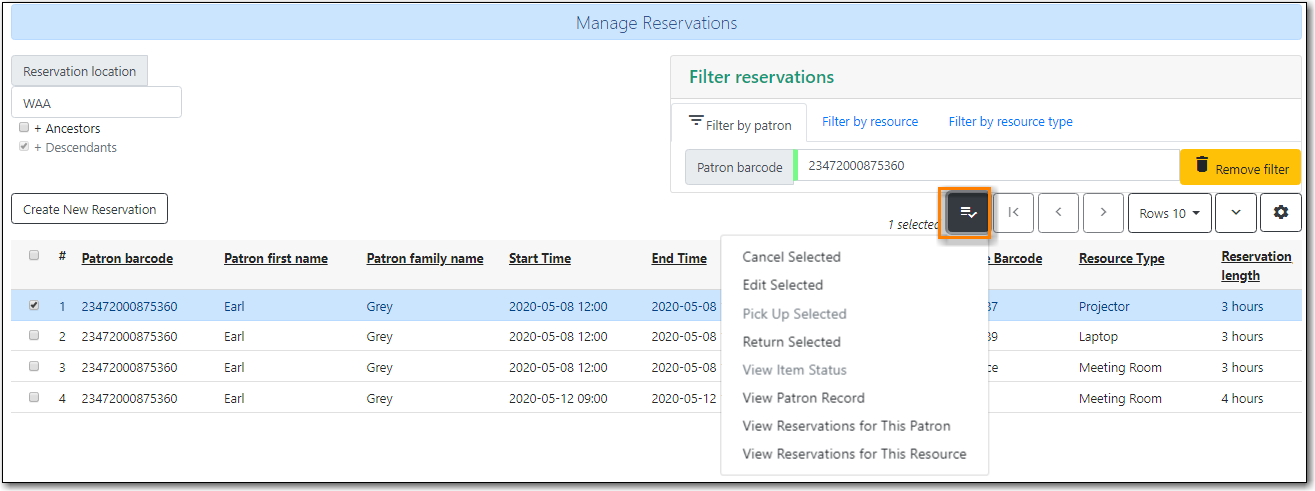 Manage Reservations
Reservation location
WAA
+ Ancestors
+ Descendants
Filter reservations
Filter by patron Filter by resource Filter by resource type
Patron barcode 23472000875360 Remove filter
Create New Reservation
1 selected Rows 10
# Patron barcode Patron first name Patron family name Start Time End Time Barcode Resource Type Reservation length
1 23472000875360 Earl Grey 2020-05-08 12:00 2020-05-08 Projector 3 hours
2 23472000875360 Earl Grey 2020-05-08 12:00 2020-05-08 Laptop 3 hours
3 23472000875360 Earl Grey 2020-05-08 12:00 2020-05-08 Meeting Room 3 hours
4 23472000875360 Earl Grey 2020-05-12 09:00 2020-05-12 Meeting Room 4 hours
Cancel Selected
Edit Selected
Pick Up Selected
Return Selected
View Item Status
View Patron Record
View Reservations for This Patron
View Reservations for This Resource